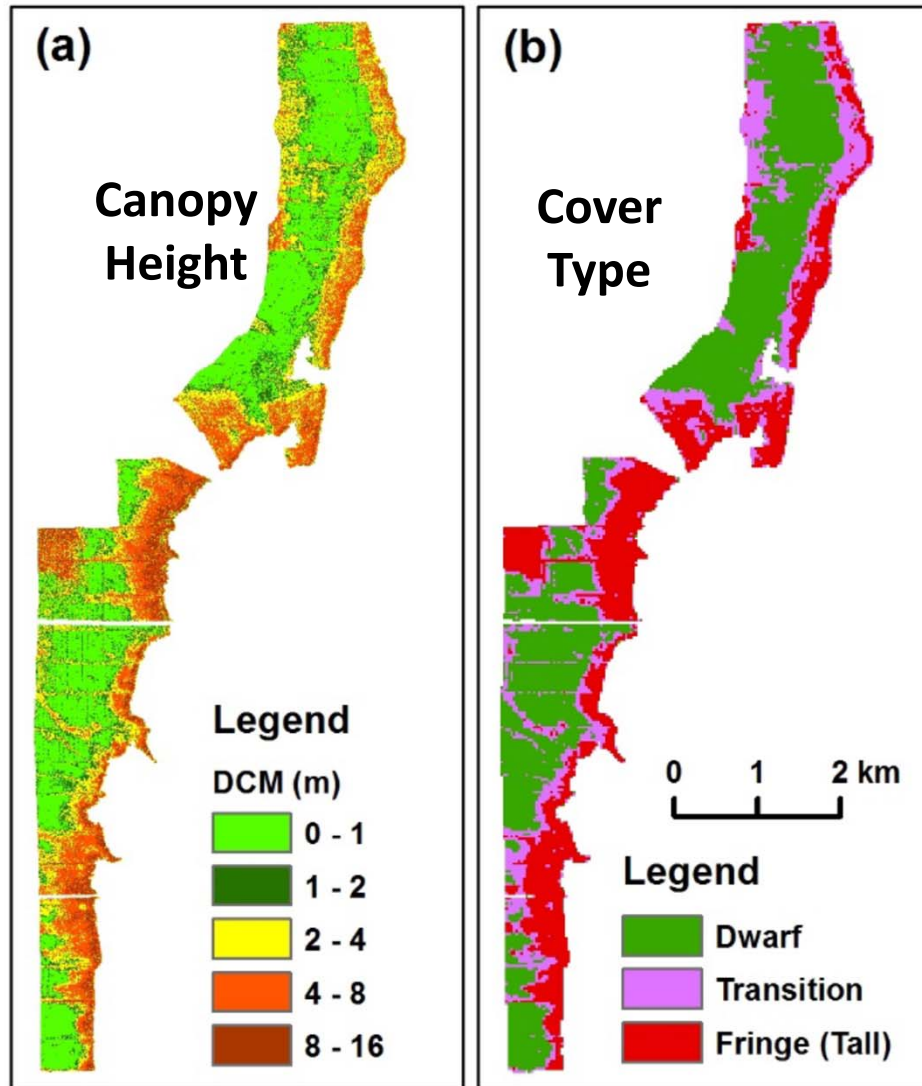 (a)
Canopy
Height
Legend
DCM (m)
0 - 1
1 - 2
2 - 4
4 - 8
8 - 16
(b)
Cover
Type
0 1 2 km
Legend
Dwarf
Transition
Fringe (Tall)